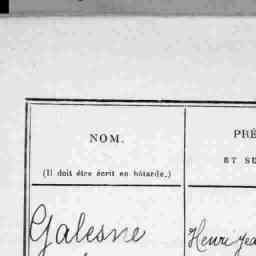 NOM.
(Il doit être écrit en bâtarde.)
PRÉ
ET SU
Galesne
Henri Jea